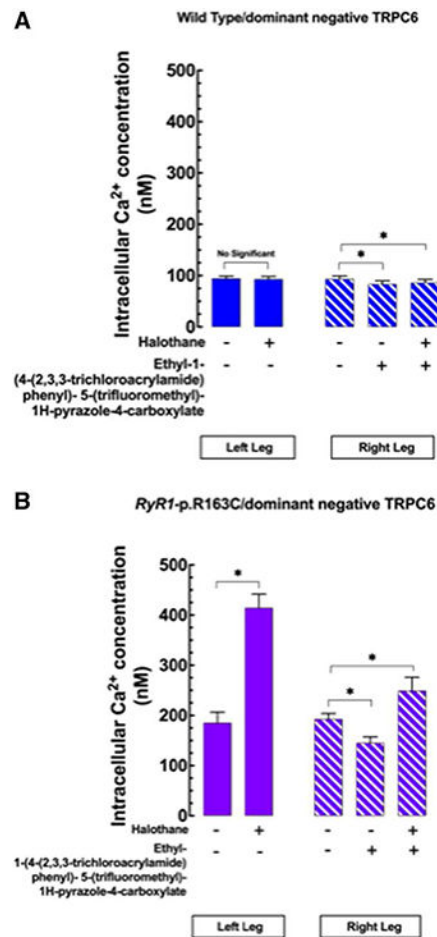 A
Wild Type/dominant negative TRPC6
Intracellular Ca²⁺ concentration
(nM)
500
400
300
200
100
0
No Significant
*
*
Halothane - + - - +
Ethyl-1- - - - + +
(4-(2,3,3-trichloroacrylamide)
phenyl)- 5-(trifluoromethyl)-
1H-pyrazole-4-carboxylate
Left Leg Right Leg
B
RyR1-p.R163C/dominant negative TRPC6
Intracellular Ca²⁺ concentration
(nM)
500
400
300
200
100
0
*
*
*
Halothane - + - - +
Ethyl- - - - + +
1-(4-(2,3,3-trichloroacrylamide)
phenyl)- 5-(trifluoromethyl)-
1H-pyrazole-4-carboxylate
Left Leg Right Leg